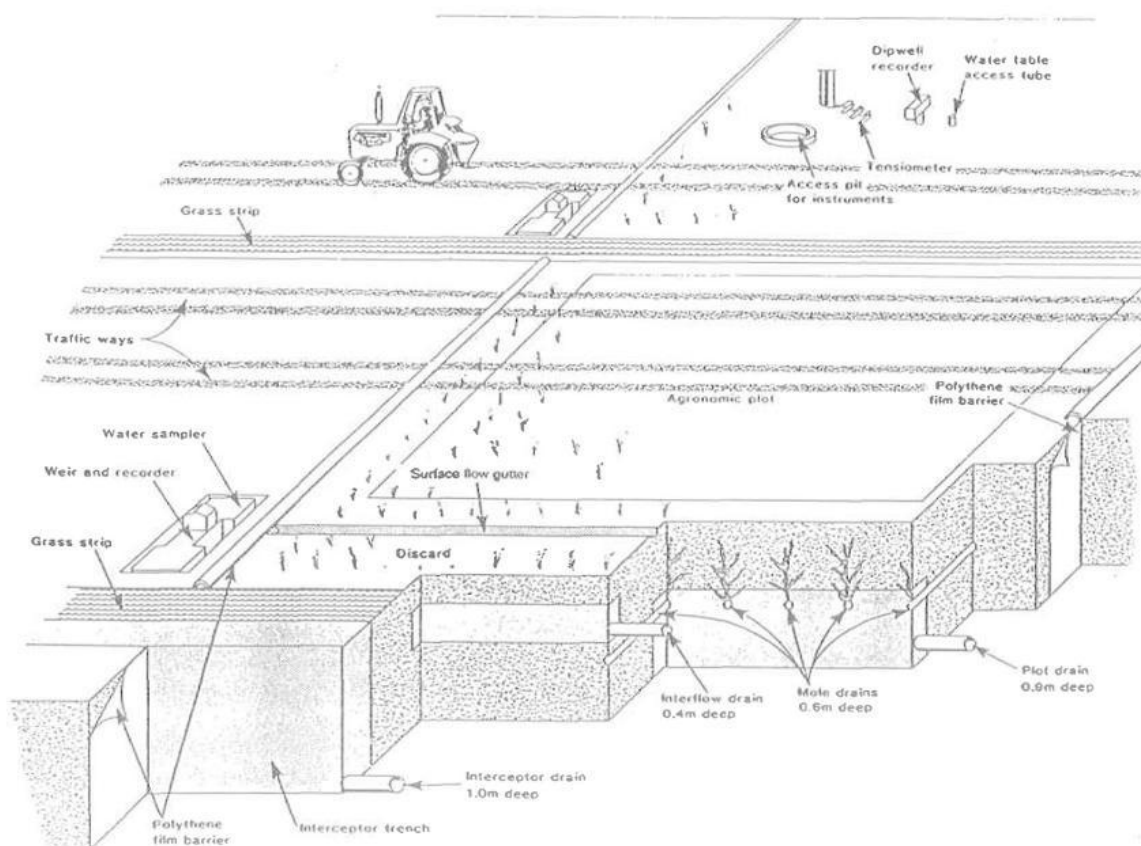 Dipwell
recorder
Water table
access tube
Tensiometer
Access pit
for instruments
Grass strip
Traffic ways
Agronomic plot
Polythene
film barrier
Water sampler
Weir and recorder
Surface flow gutter
Grass strip
Discard
Interflow drain
0.4m deep
Mole drains
0.6m deep
Plot drain
0.9m deep
Interceptor drain
1.0m deep
Polythene
film barrier
Interceptor trench